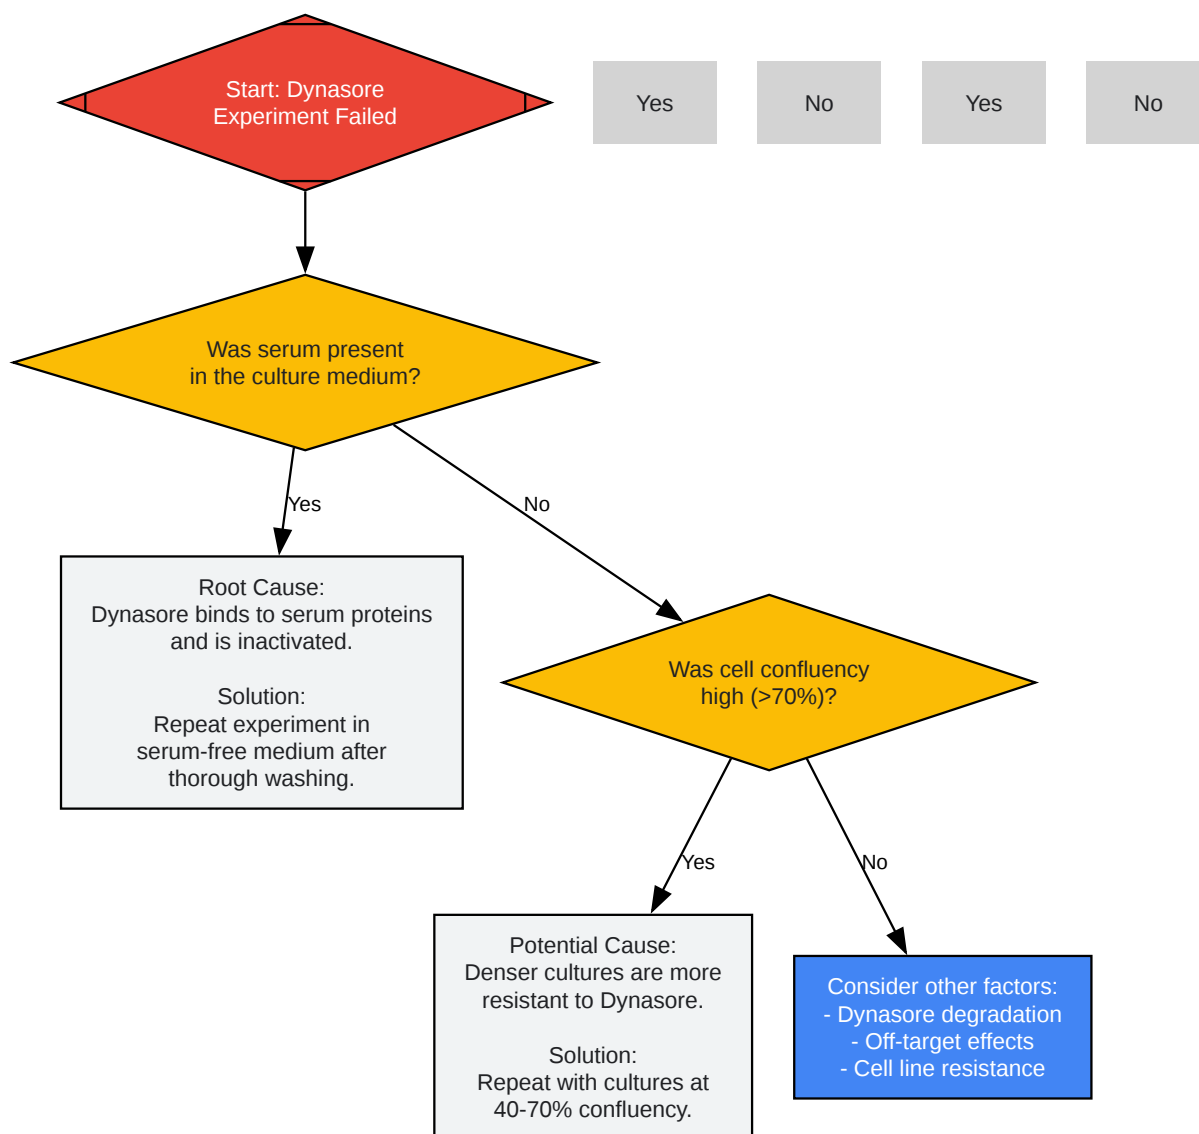 Start: Dynasore
Experiment Failed
Yes
No
Yes
No
Was serum present
in the culture medium?
Yes
No
Root Cause:
Dynasore binds to serum proteins
and is inactivated.
Solution:
Repeat experiment in
serum-free medium after
thorough washing.
Was cell confluency
high (>70%)?
Yes
No
Potential Cause:
Denser cultures are more
resistant to Dynasore.
Solution:
Repeat with cultures at
40-70% confluency.
Consider other factors:
- Dynasore degradation
- Off-target effects
- Cell line resistance